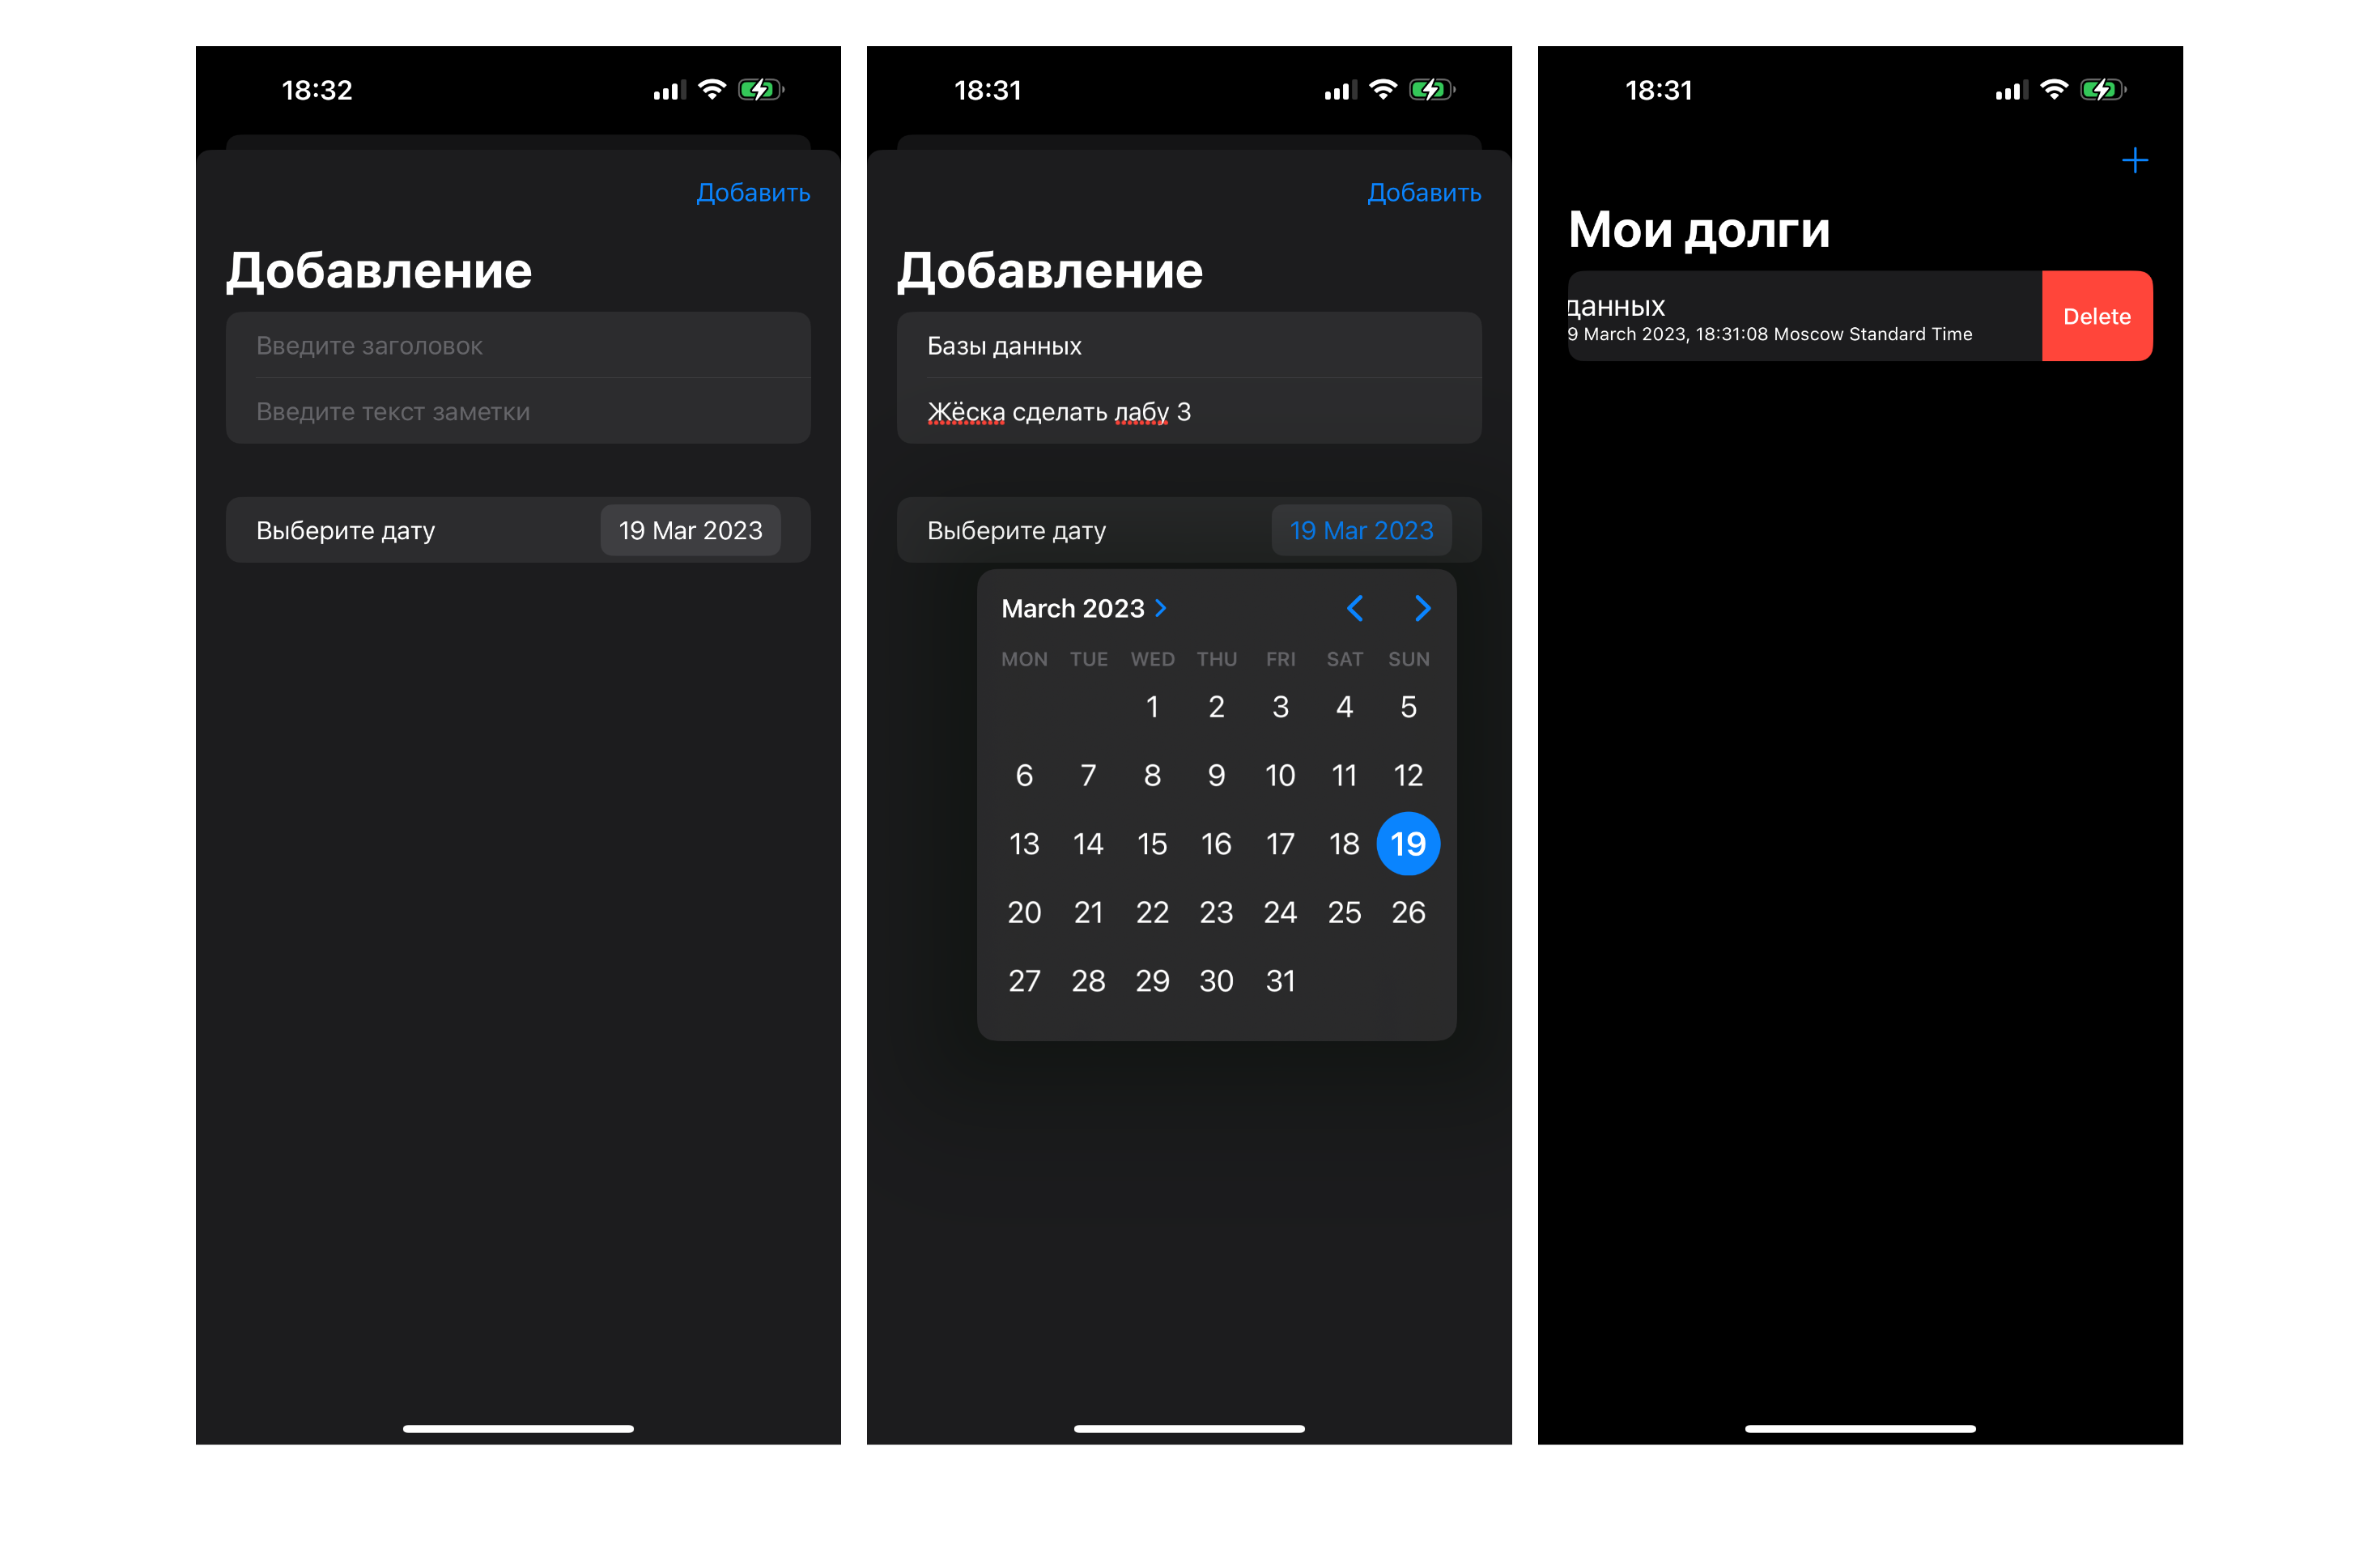 18:32
Добавить
Добавление
Введите заголовок
Введите текст заметки
Выберите дату 19 Mar 2023
18:31
Добавить
Добавление
Базы данных
Жёска сделать лабу 3
Выберите дату 19 Mar 2023
March 2023
MON TUE WED THU FRI SAT SUN
1 2 3 4 5
6 7 8 9 10 11 12
13 14 15 16 17 18 19
20 21 22 23 24 25 26
27 28 29 30 31
18:31
Мои долги
данных
9 March 2023, 18:31:08 Moscow Standard Time
Delete